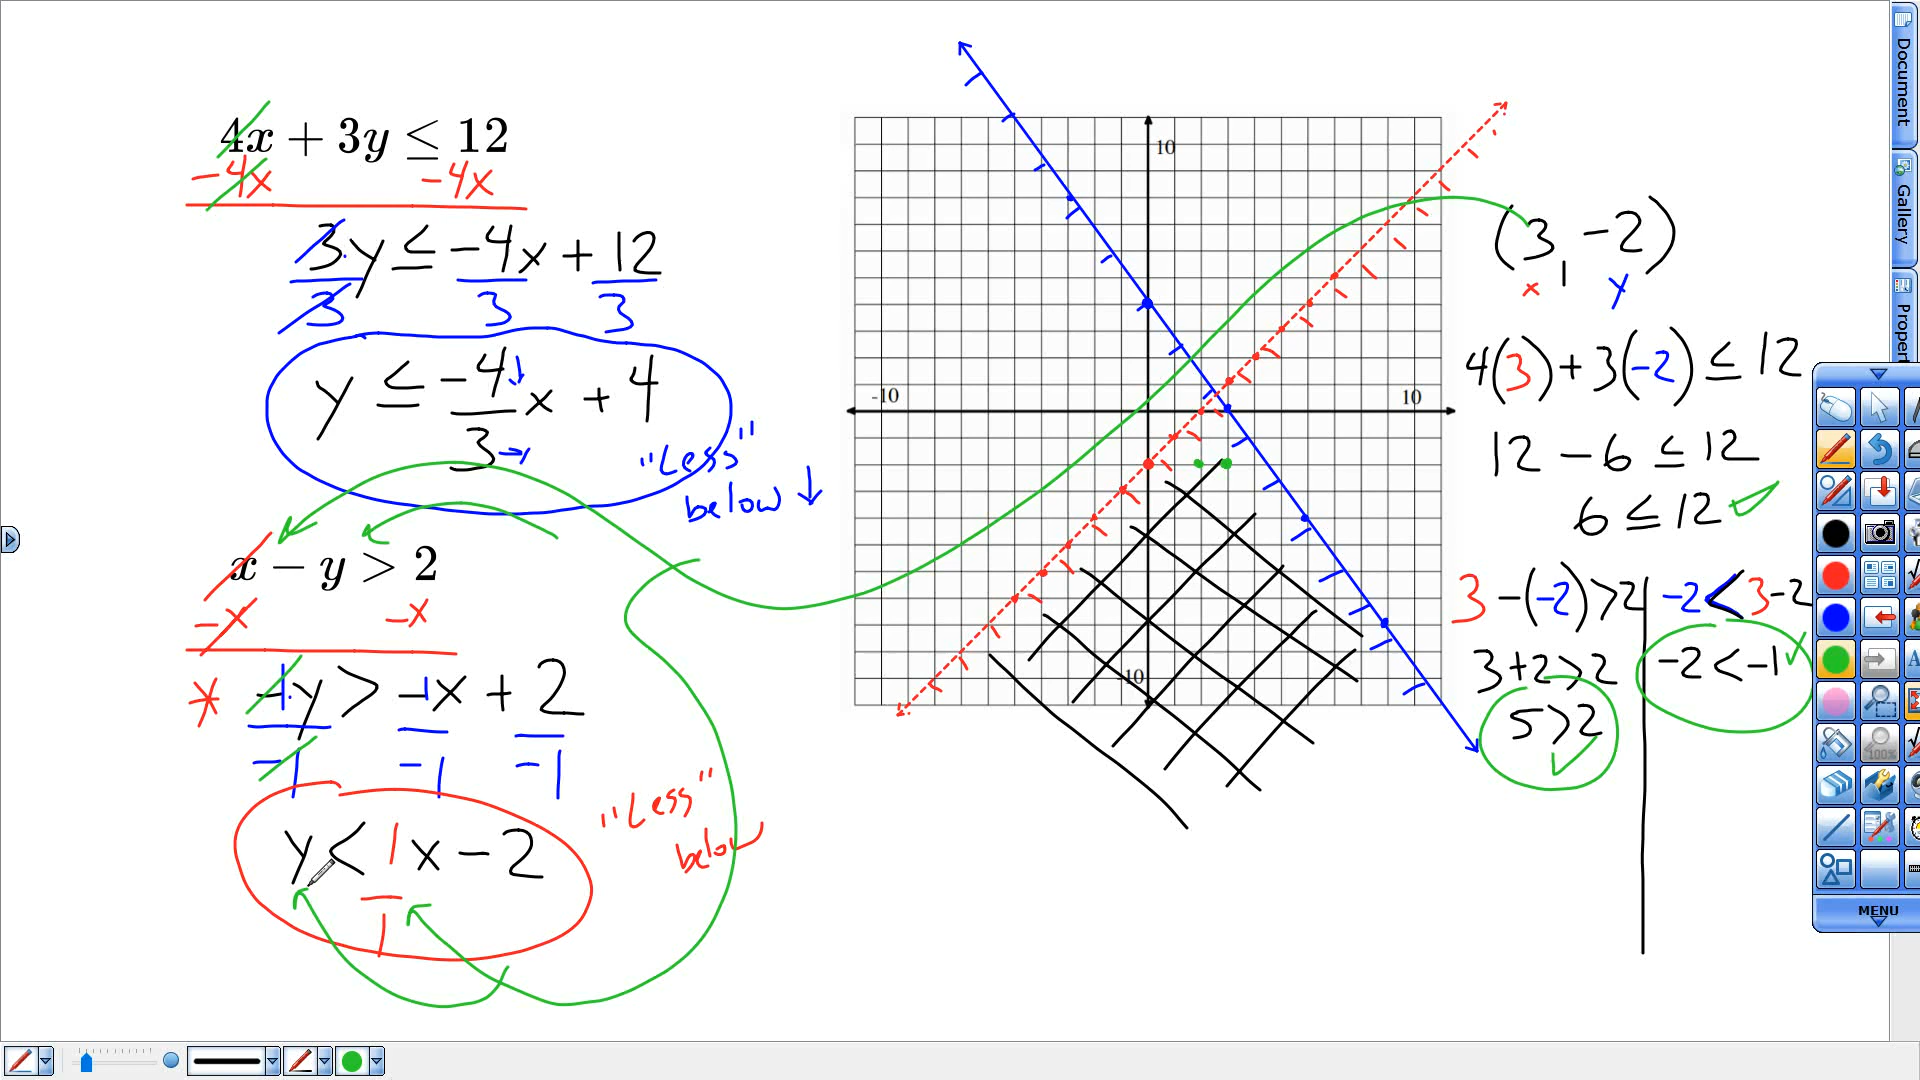 4x + 3y ≤ 12
-4x -4x
3y ≤ -4x + 12
3 3 3
y ≤ -4 x + 4
3
"Less"
below
x - y > 2
-x -x
* -1y > -1x + 2
-1 -1 -1
y < 1x - 2
1
"Less"
below
10
-10
10
10
(3, -2)
x y
4(3) + 3(-2) ≤ 12
12 - 6 ≤ 12
6 ≤ 12 ✓
3 - (-2) > 2
3 + 2 > 2
5 > 2
✓
-2 < 3 - 2
-2 < -1 ✓
Document
Gallery
Propert
100%
A
MENU